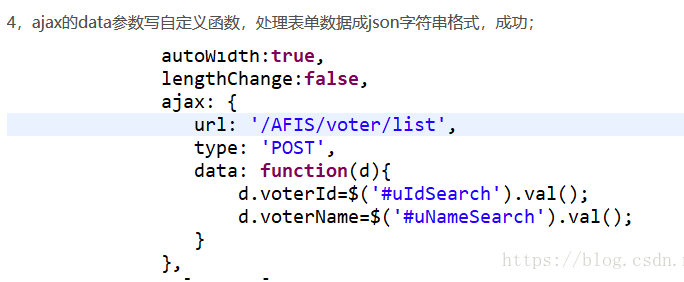 4，ajax的data参数写自定义函数，处理表单数据成json字符串格式，成功；
autoWidth:true,
lengthChange:false,
ajax: {
url: '/AFIS/voter/list',
type: 'POST',
data: function(d){
d.voterId=$('#uIdSearch').val();
d.voterName=$('#uNameSearch').val();
}
},
https://blog.csdn.n